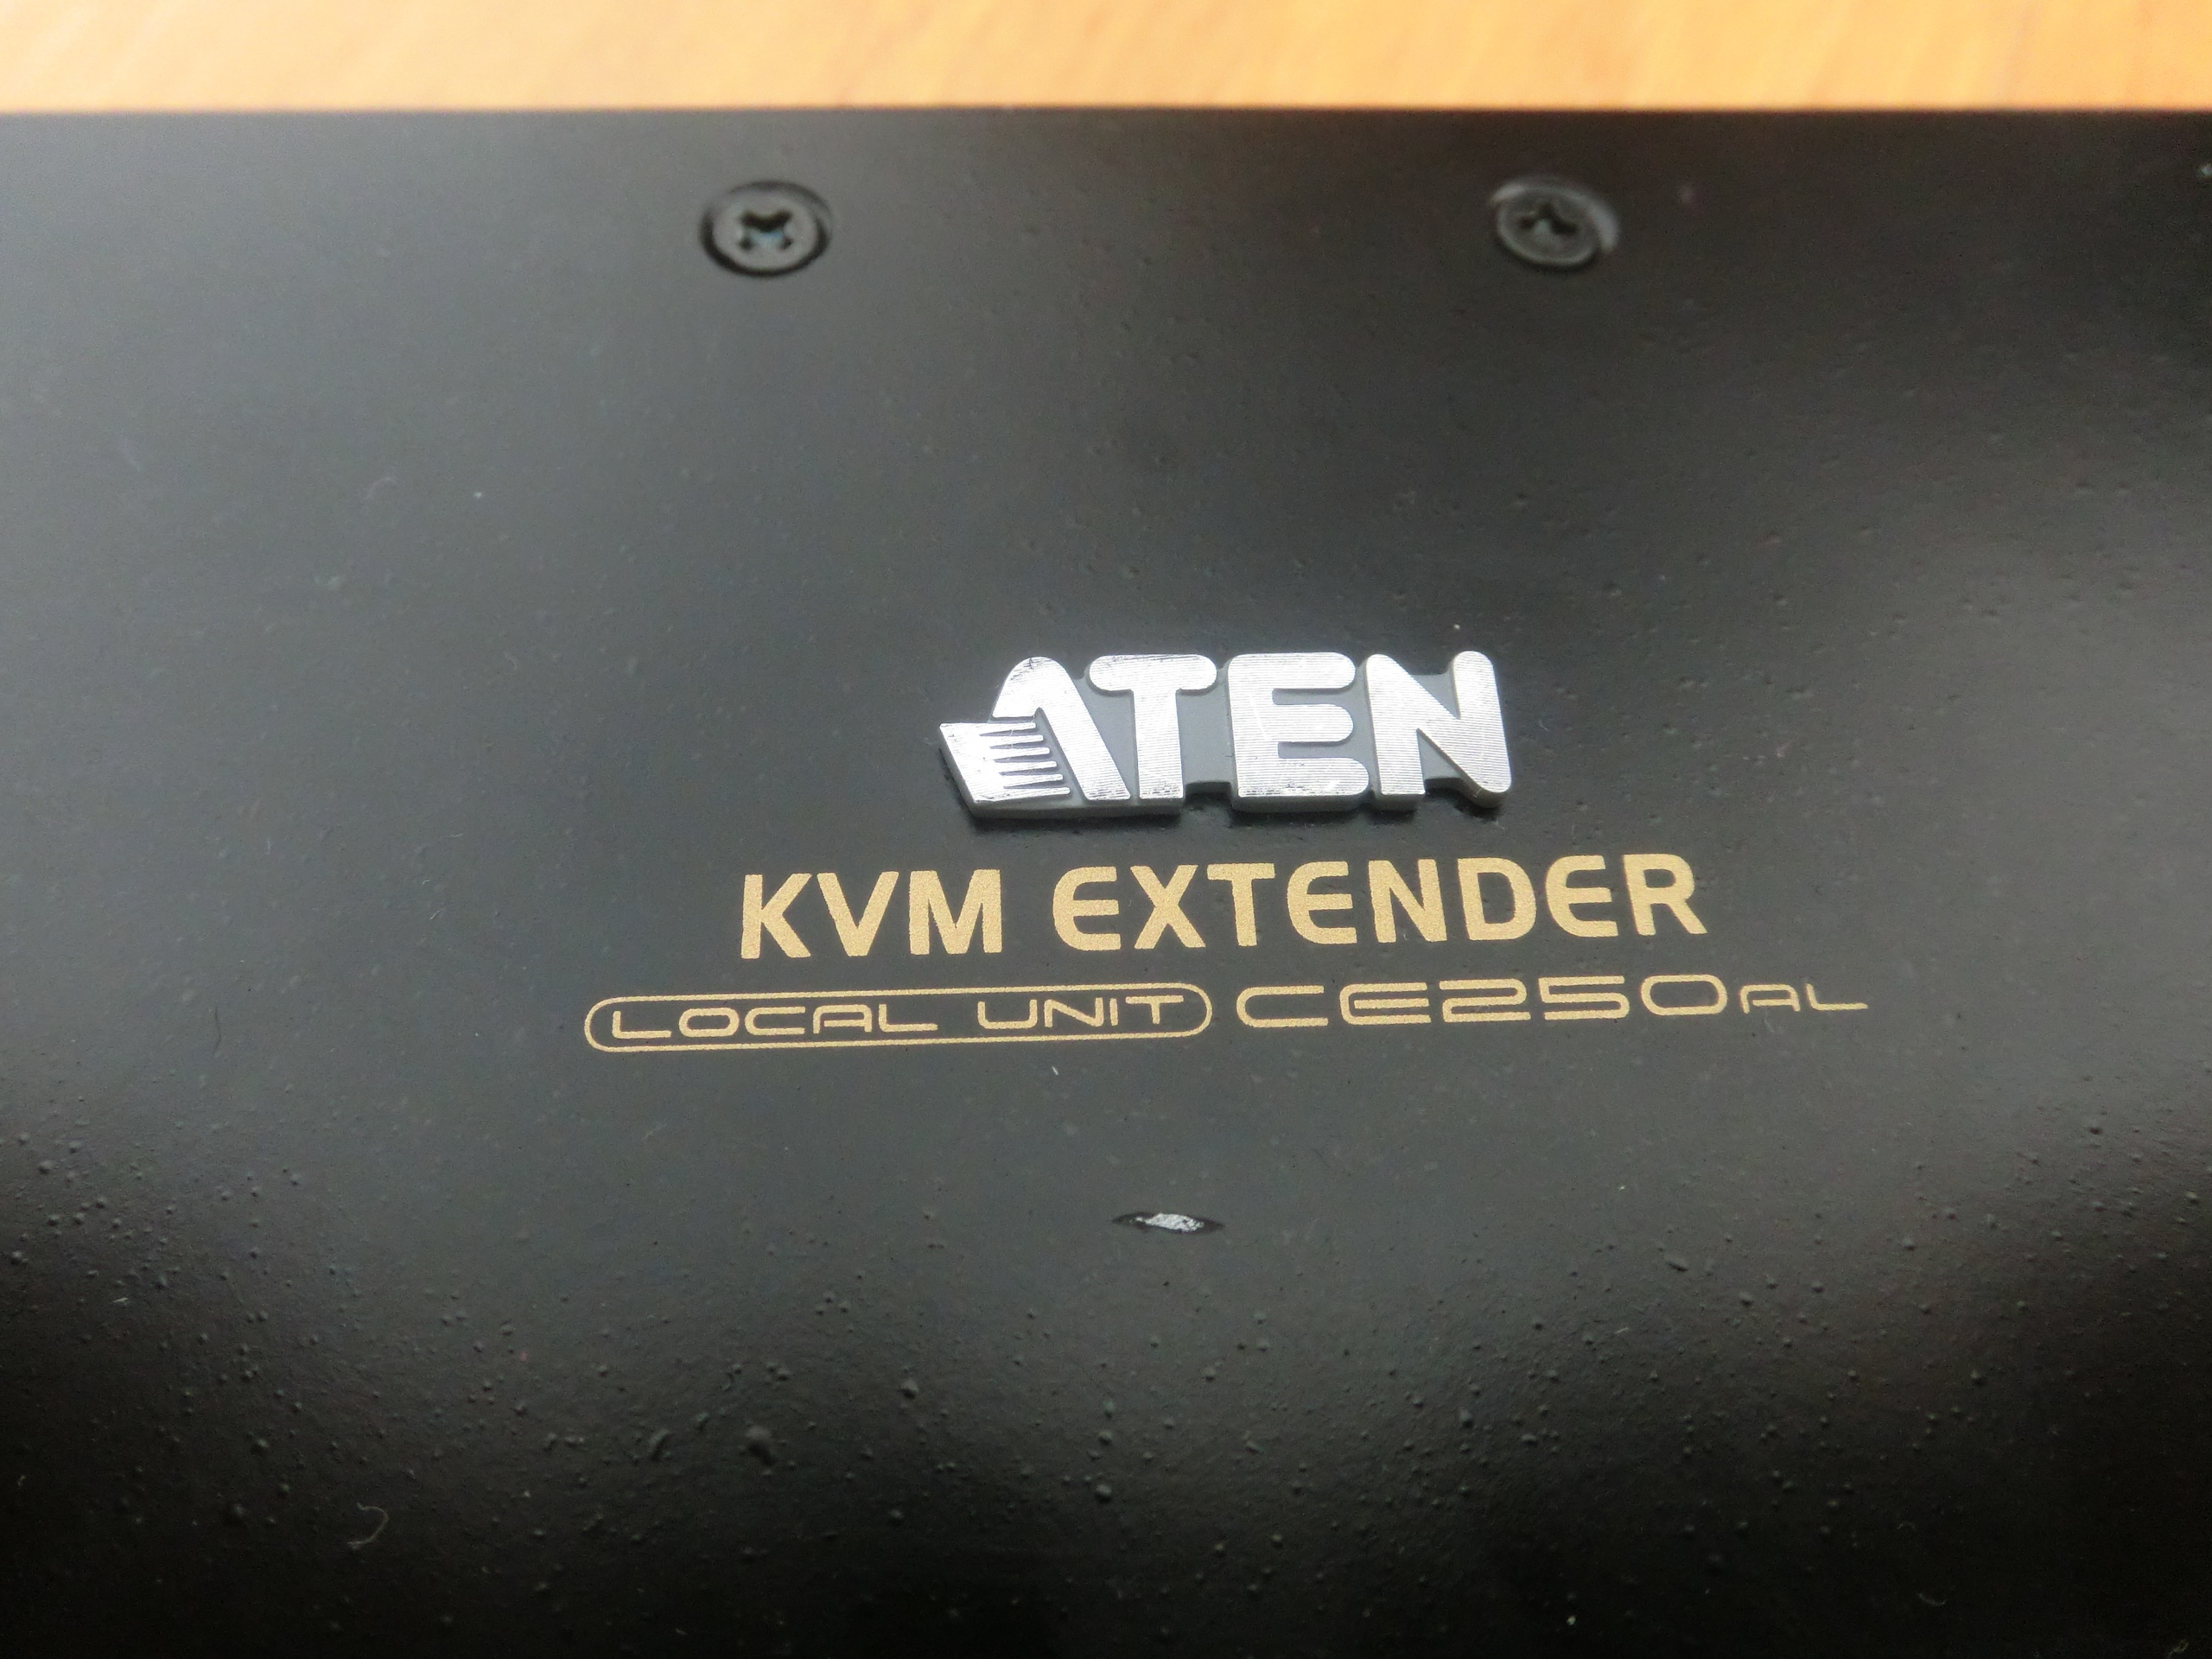 ATEN
KVM EXTENDER
LOCAL UNIT CE250AL